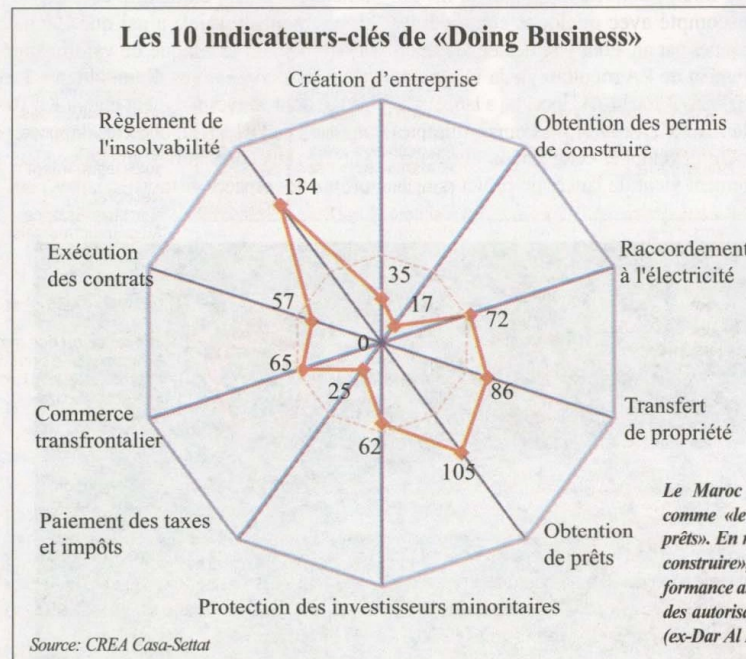 Les 10 indicateurs-clés de «Doing Business»
Création d'entreprise
Règlement de
l'insolvabilité
Obtention des permis
de construire
134
Exécution
des contrats
Raccordement
à l'électricité
35
17
57
72
0
65
25
86
Commerce
transfrontalier
62
105
Transfert
de propriété
Paiement des taxes
et impôts
Obtention
de prêts
Protection des investisseurs minoritaires
Source: CREA Casa-Settat
Le Maroc
comme «le
prêts». En
construire»
formance
des autorisa
(ex-Dar Al